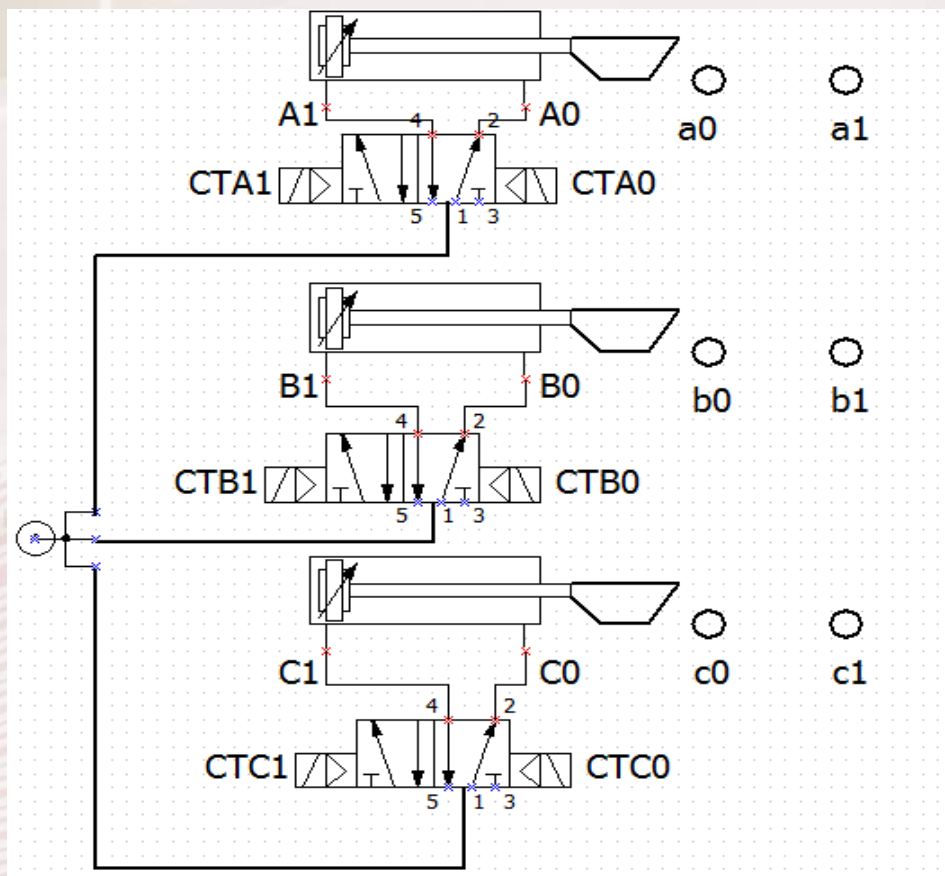 A1 4 2 A0 a0 a1
CTA1 CTA0
5 1 3
B1 B0 b0 b1
4 2
CTB1 CTB0
5 1 3
C1 C0 c0 c1
4 2
CTC1 CTC0
5 1 3